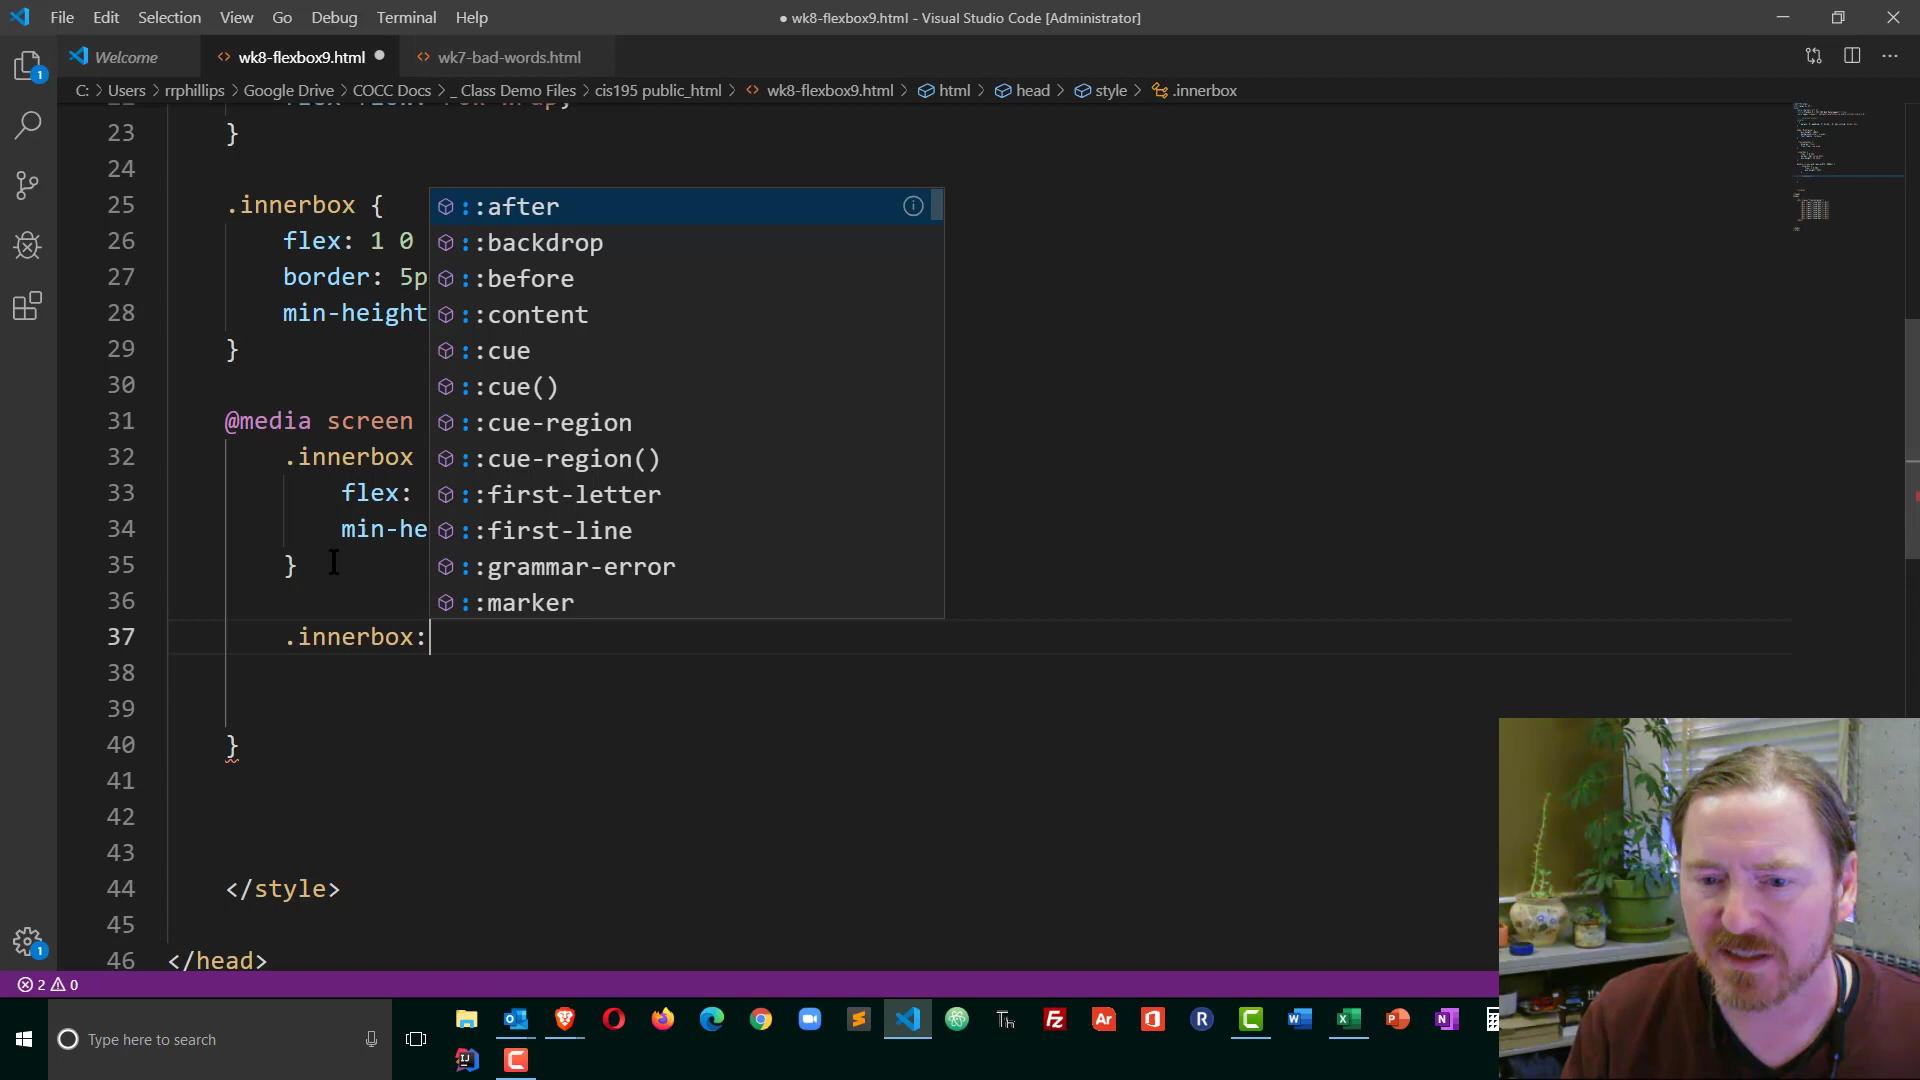 File Edit Selection View Go Debug Terminal Help
● wk8-flexbox9.html - Visual Studio Code [Administrator]
Welcome
<> wk8-flexbox9.html ●
<> wk7-bad-words.html
C: > Users > rrphillips > Google Drive > COCC Docs > _ Class Demo Files > cis195 public_html > <> wk8-flexbox9.html > html > head > style > .innerbox
23 }
24
25 .innerbox {
26 flex: 1 0
27 border: 5p
28 min-height
29 }
30
31 @media screen
32 .innerbox
33 flex:
34 min-he
35 }
36
37 .innerbox:
38
39
40 }
41
42
43
44 </style>
45
46 </head>
::after
::backdrop
::before
::content
::cue
::cue()
::cue-region
::cue-region()
::first-letter
::first-line
::grammar-error
::marker
1
1
2 0
Type here to search